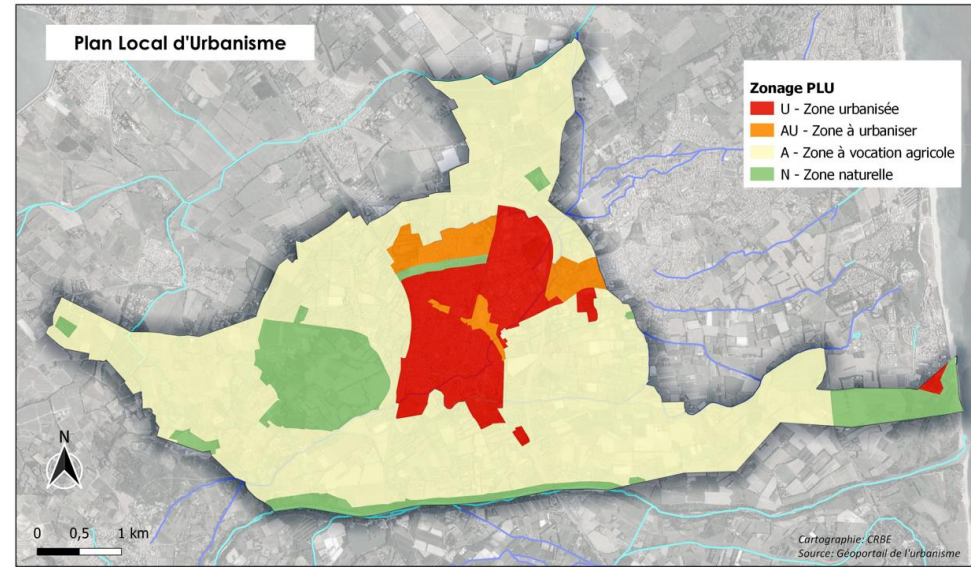 Plan Local d'Urbanisme
Zonage PLU
U - Zone urbanisée
AU - Zone à urbaniser
A - Zone à vocation agricole
N - Zone naturelle
N
0 0,5 1 km
Cartographie: CRBE
Source: Géoportail de l'urbanisme